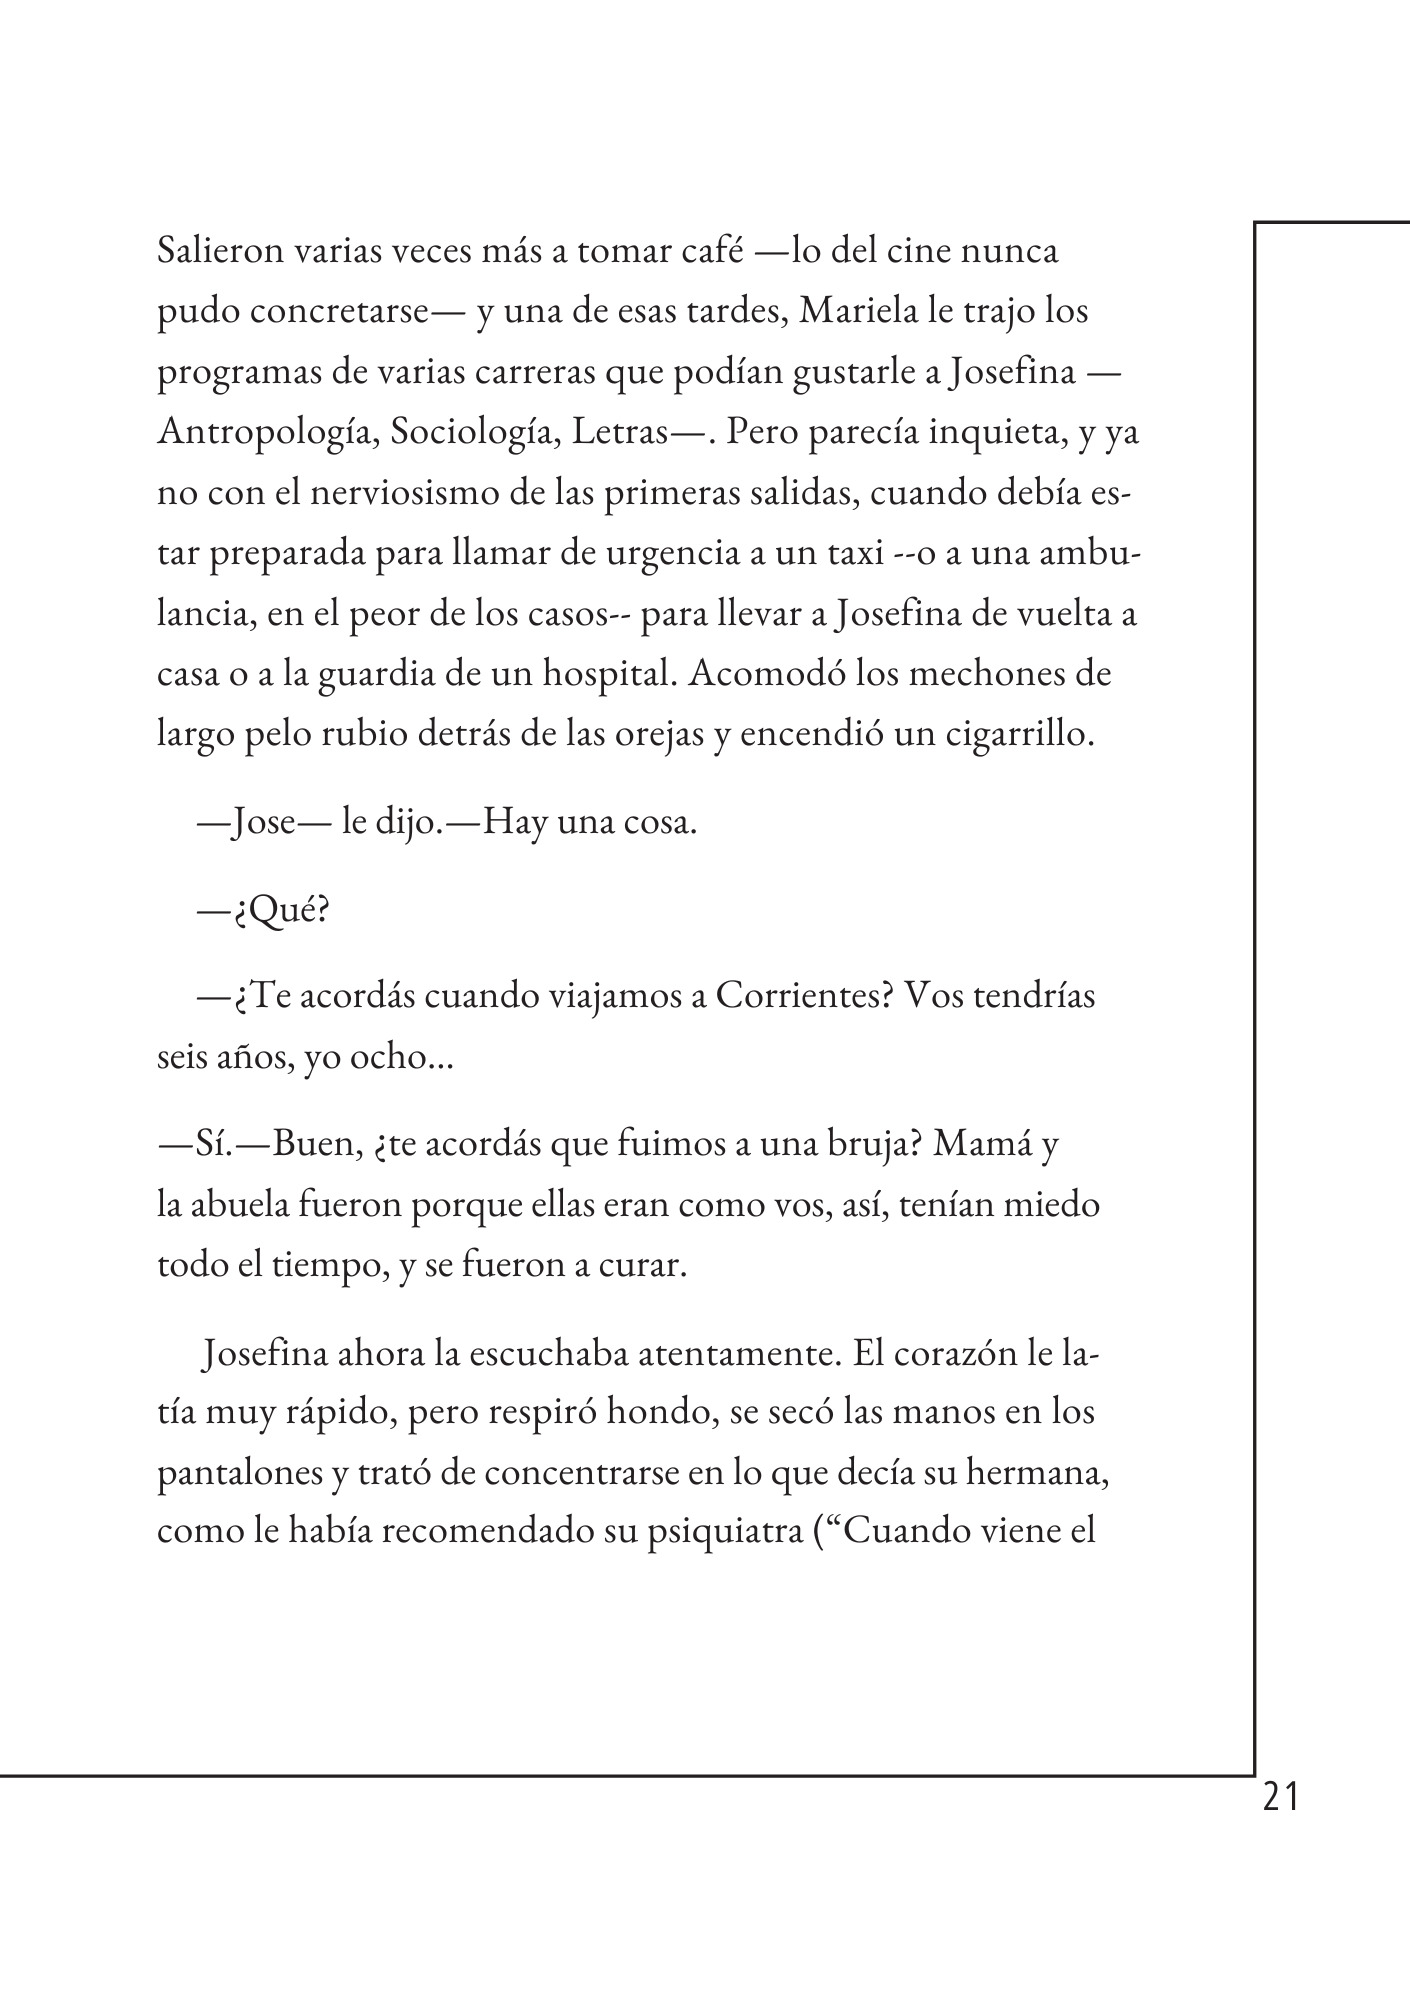 Salieron varias veces más a tomar café —lo del cine nunca
pudo concretarse— y una de esas tardes, Mariela le trajo los
programas de varias carreras que podían gustarle a Josefina —
Antropología, Sociología, Letras—. Pero parecía inquieta, y ya
no con el nerviosismo de las primeras salidas, cuando debía es-
tar preparada para llamar de urgencia a un taxi --o a una ambu-
lancia, en el peor de los casos-- para llevar a Josefina de vuelta a
casa o a la guardia de un hospital. Acomodó los mechones de
largo pelo rubio detrás de las orejas y encendió un cigarrillo.
—Jose— le dijo.—Hay una cosa.
—¿Qué?
—¿Te acordás cuando viajamos a Corrientes? Vos tendrías
seis años, yo ocho...
—Sí.—Buen, ¿te acordás que fuimos a una bruja? Mamá y
la abuela fueron porque ellas eran como vos, así, tenían miedo
todo el tiempo, y se fueron a curar.
Josefina ahora la escuchaba atentamente. El corazón le la-
tía muy rápido, pero respiró hondo, se secó las manos en los
pantalones y trató de concentrarse en lo que decía su hermana,
como le había recomendado su psiquiatra (“Cuando viene el
21